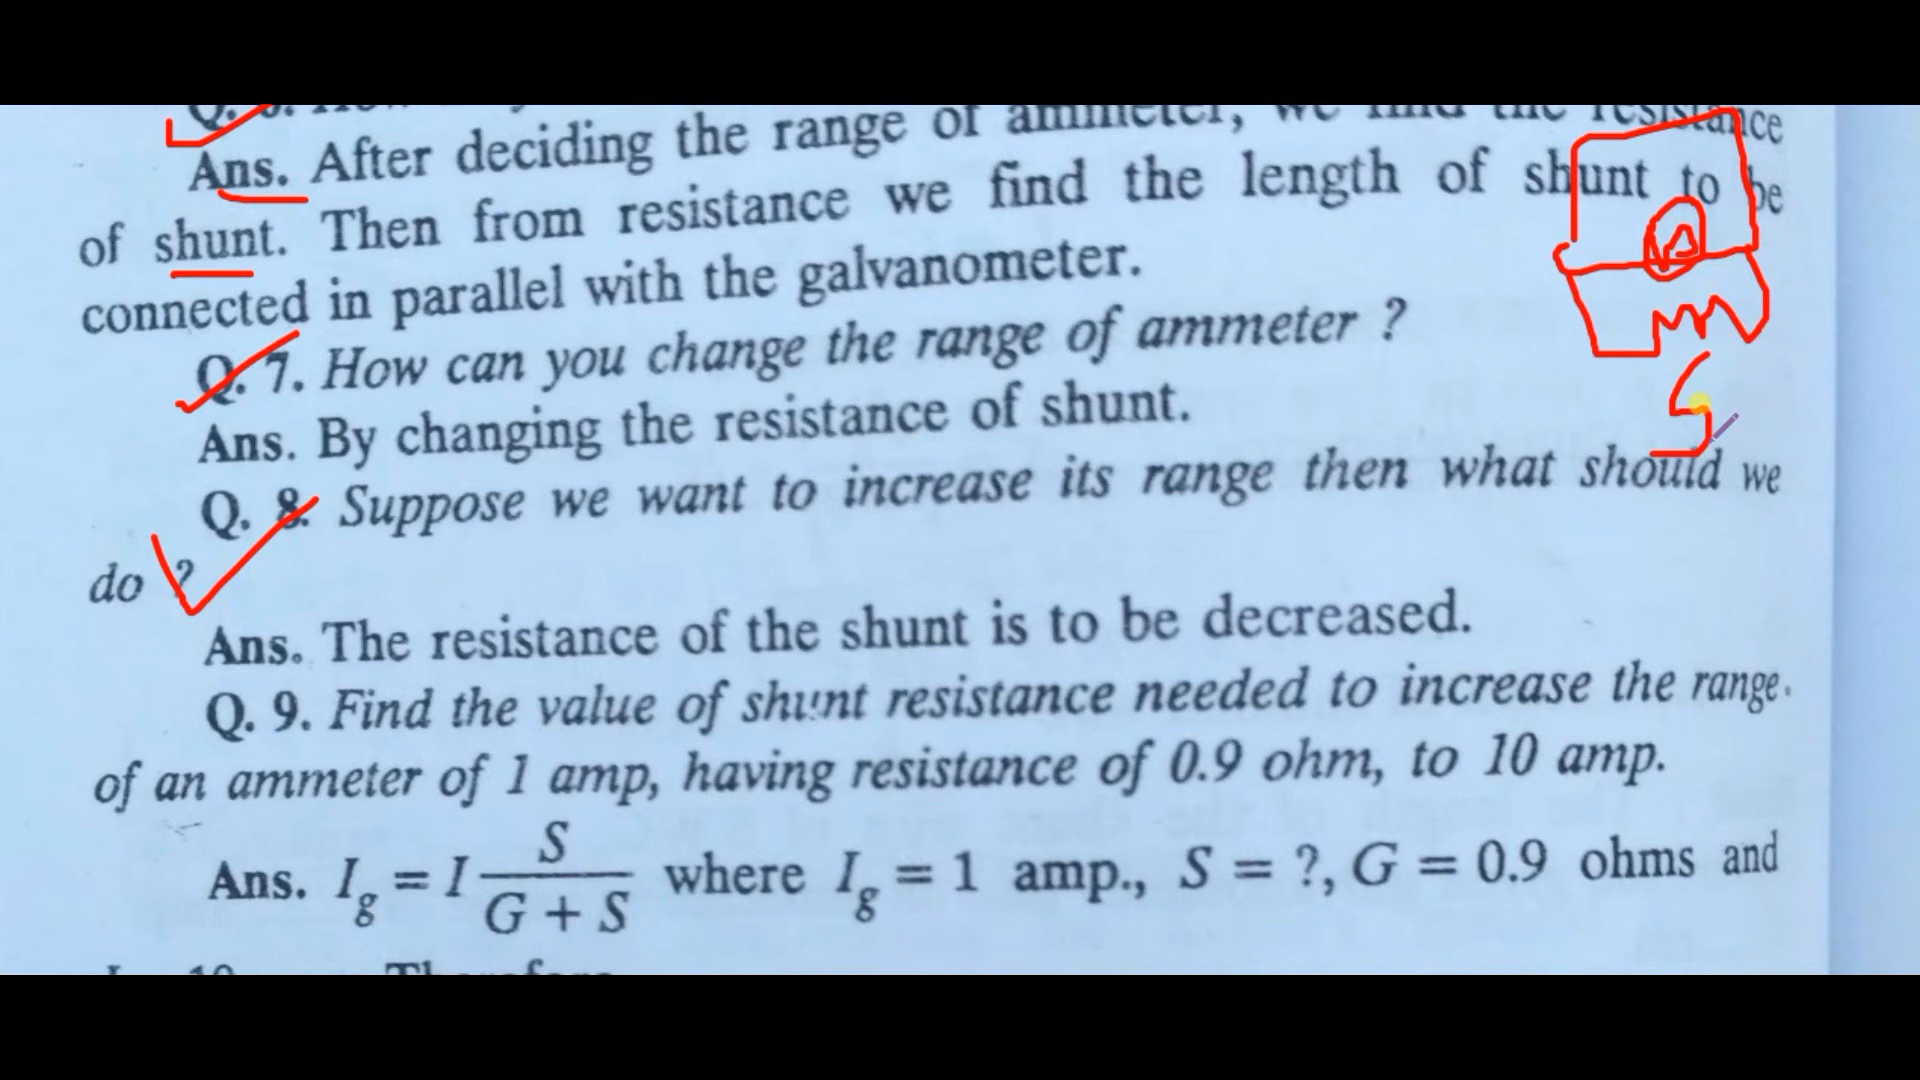 Ans. After deciding the range of ammeter, we find the resistance
of shunt. Then from resistance we find the length of shunt to be
connected in parallel with the galvanometer.
Q. 7. How can you change the range of ammeter ?
Ans. By changing the resistance of shunt.
Q. 8. Suppose we want to increase its range then what should we
do ?
Ans. The resistance of the shunt is to be decreased.
Q. 9. Find the value of shunt resistance needed to increase the range
of an ammeter of 1 amp, having resistance of 0.9 ohm, to 10 amp.
Ans. I_g = I S/(G + S) where I_g = 1 amp., S = ?, G = 0.9 ohms and
S